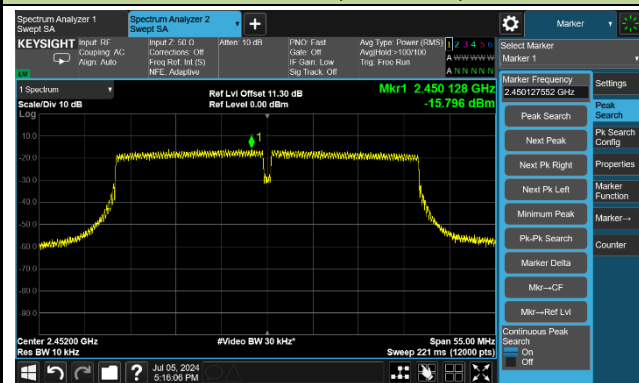 Spectrum Analyzer 1
Swept SA
Spectrum Analyzer 2
Swept SA
Marker
KEYSIGHT
Input: RF
Coupling: AC
Align: Auto
Input Z: 50 Ω
Corrections: Off
Freq Ref: Int (S)
NFE: Adaptive
Atten: 10 dB
PNO: Fast
Gate: Off
IF Gain: Low
Sig Track: Off
Avg Type: Power (RMS)
Avg|Hold:>100/100
Trig: Free Run
1 2 3 4 5 6
A W W W W W
A N N N N N
Select Marker
Marker 1
1 Spectrum
Scale/Div 10 dB
Log
Ref Lvl Offset 11.30 dB
Ref Level 0.00 dBm
Mkr1 2.450 128 GHz
-15.796 dBm
1
-10.0
-20.0
-30.0
-40.0
-50.0
-60.0
-70.0
-80.0
-90.0
Center 2.45200 GHz
Res BW 10 kHz
#Video BW 30 kHz*
Span 55.00 MHz
Sweep 221 ms (12000 pts)
Marker Frequency
2.450127552 GHz
Peak Search
Next Peak
Next Pk Right
Next Pk Left
Minimum Peak
Pk-Pk Search
Marker Delta
Mkr→CF
Mkr→Ref Lvl
Continuous Peak
Search
On
Off
Settings
Peak
Search
Pk Search
Config
Properties
Marker
Function
Marker→
Counter
?
Jul 05, 2024
5:16:06 PM